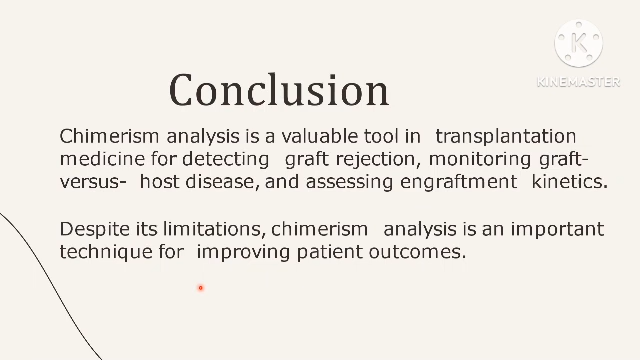 K
KINEMASTER
Conclusion
Chimerism analysis is a valuable tool in transplantation
medicine for detecting graft rejection, monitoring graft-
versus- host disease, and assessing engraftment kinetics.
Despite its limitations, chimerism analysis is an important
technique for improving patient outcomes.